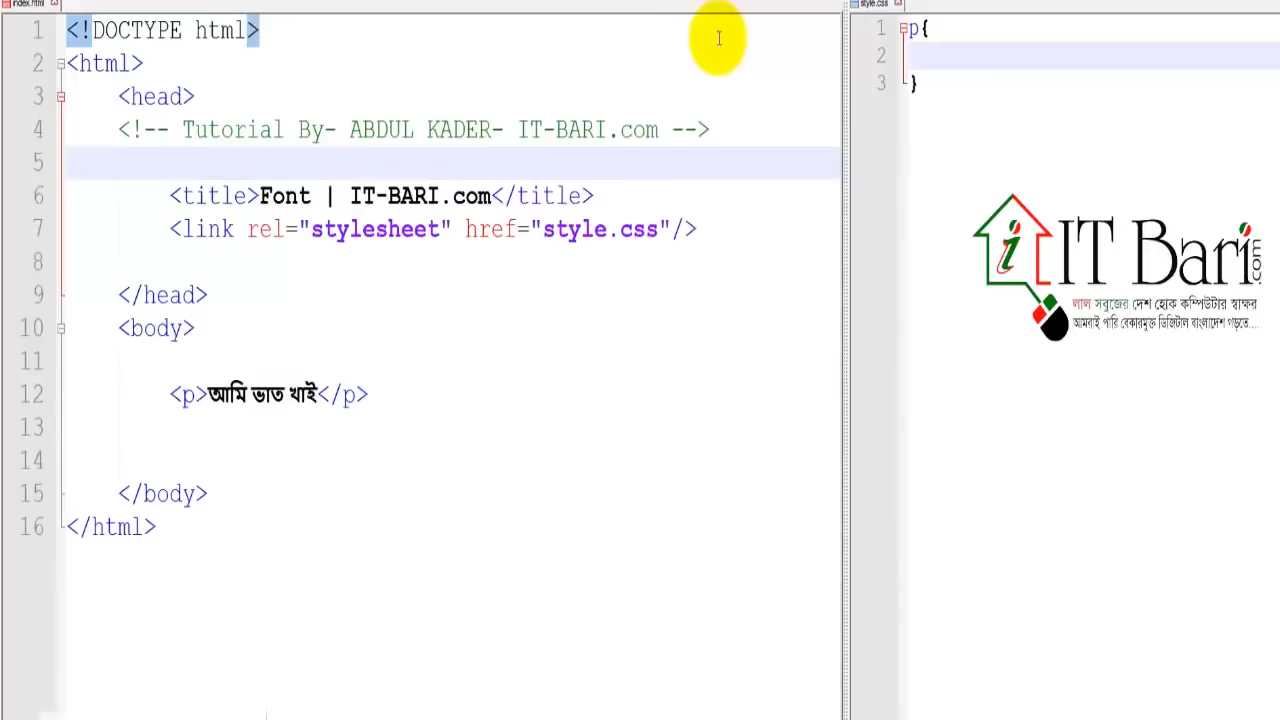 index.html
1 <!DOCTYPE html>
2 <html>
3 <head>
4 <!-- Tutorial By- ABDUL KADER- IT-BARI.com -->
5
6 <title>Font | IT-BARI.com</title>
7 <link rel="stylesheet" href="style.css"/>
8
9 </head>
10 <body>
11
12 <p>আমি ভাত খাই</p>
13
14
15 </body>
16 </html>
style.css
1 p{
2
3 }
i IT Bari.com
লাল সবুজের দেশ হোক কম্পিউটার স্বাক্ষর
আমরাই পারি বেকারমুক্ত ডিজিটাল বাংলাদেশ গড়তে....